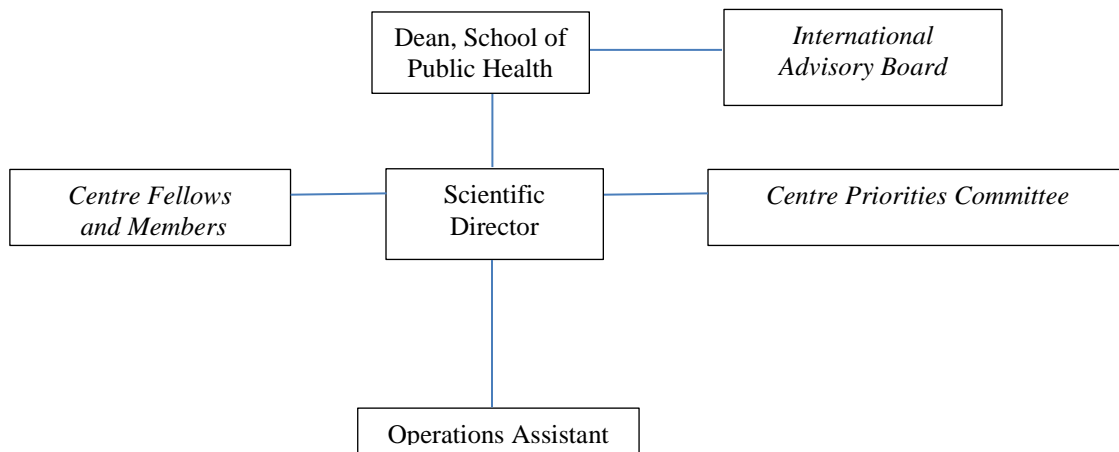 Dean, School of
Public Health
International
Advisory Board
Centre Fellows
and Members
Scientific
Director
Centre Priorities Committee
Operations Assistant